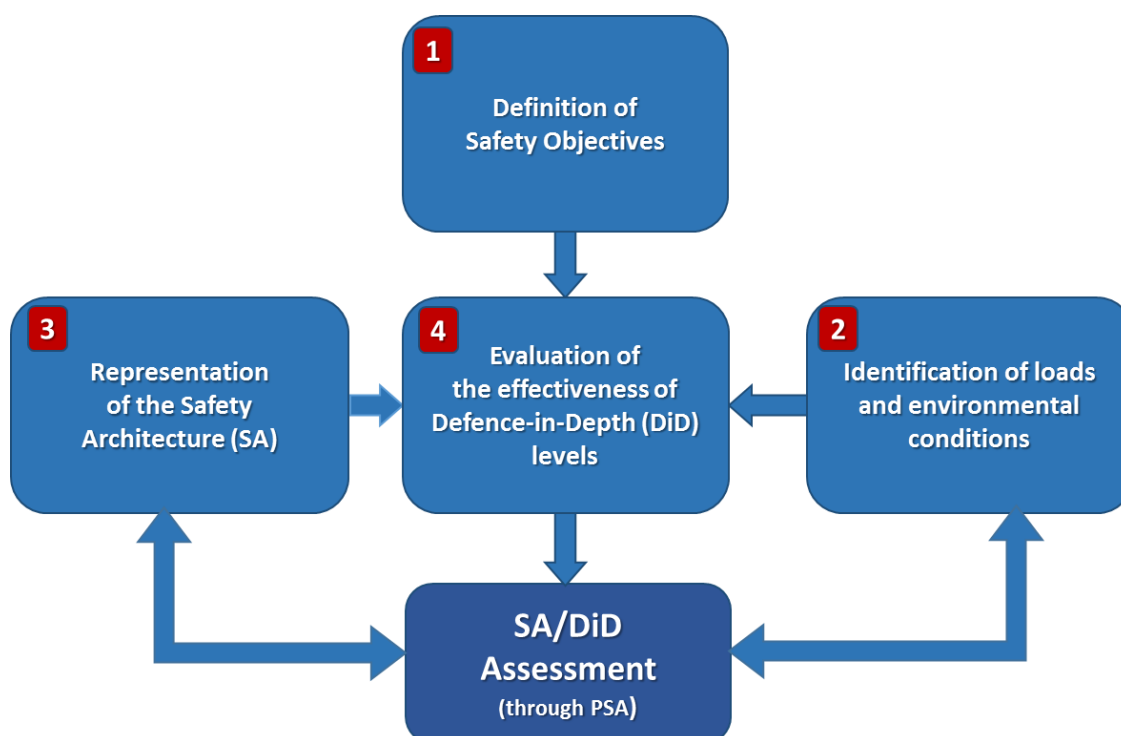 1
Definition of
Safety Objectives
3
Representation
of the Safety
Architecture (SA)
4
Evaluation of
the effectiveness of
Defence-in-Depth (DiD)
levels
2
Identification of loads
and environmental
conditions
SA/DiD
Assessment
(through PSA)